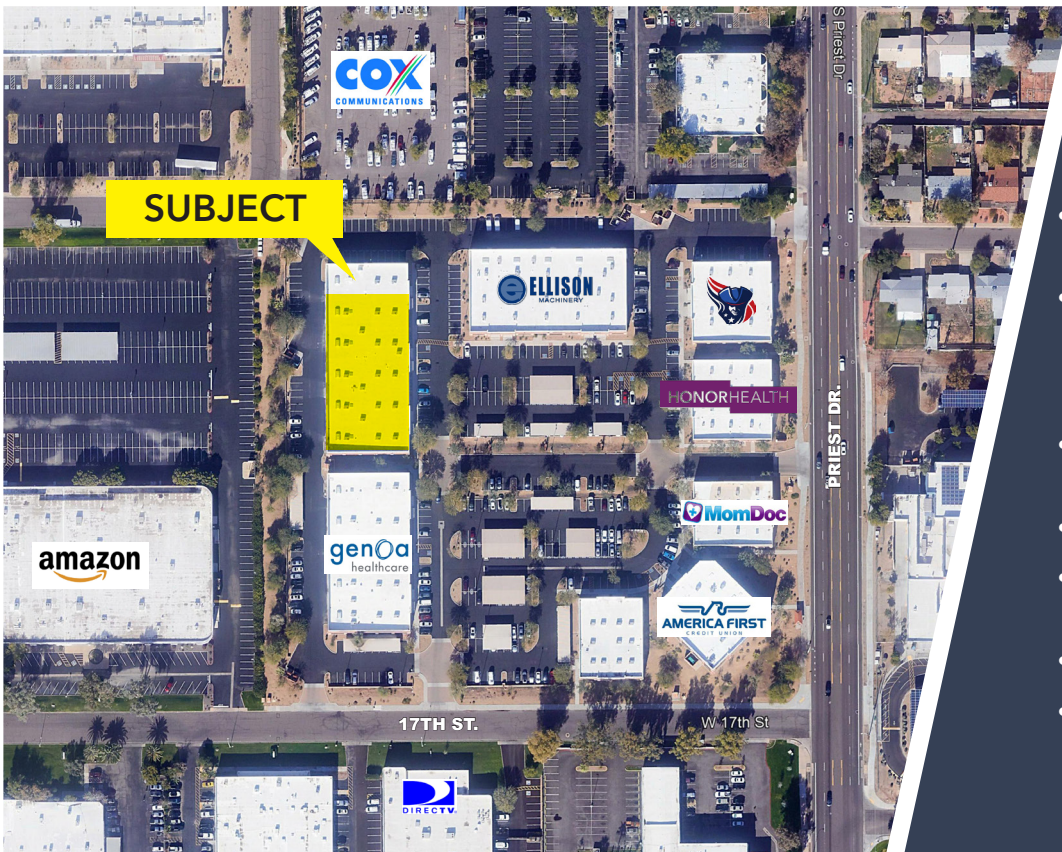 S Priest Dr
COX
COMMUNICATIONS
SUBJECT
e ELLISON
MACHINERY
HONORHEALTH
PRIEST DR.
MomDoc
amazon
genOa
healthcare
AMERICA FIRST
CREDIT UNION
17TH ST.
W 17th St
DIRECTV